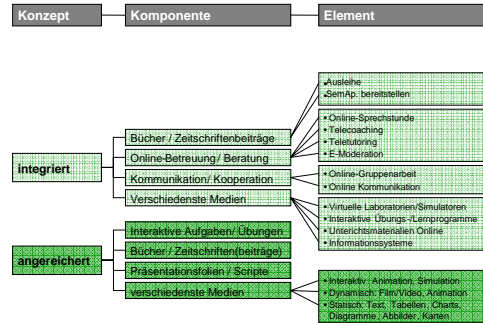 Konzept
Komponente
Element
•Ausleihe
•SemAp. bereitstellen
Bücher / Zeitschriftenbeiträge
• Online-Sprechstunde
• Telecoaching
• Teletutoring
• E-Moderation
Online-Betreuung / Beratung
integriert
Kommunikation/ Kooperation
• Online-Gruppenarbeit
• Online Kommunikation
Verschiedenste Medien
• Virtuelle Laboratorien/Simulatoren
• Interaktive Übungs-/Lernprogramme
• Unterichtsmaterialien Online
• Informationssysteme
Interaktive Aufgaben/ Übungen
Bücher / Zeitschriften(beiträge)
angereichert
Präsentationsfolien / Scripte
verschiedenste Medien
• Interaktiv: Animation. Simulation
• Dynamisch: Film/Video, Animation
• Statisch: Text, Tabellen, Charts,
Diagramme, Abbilder, Karten